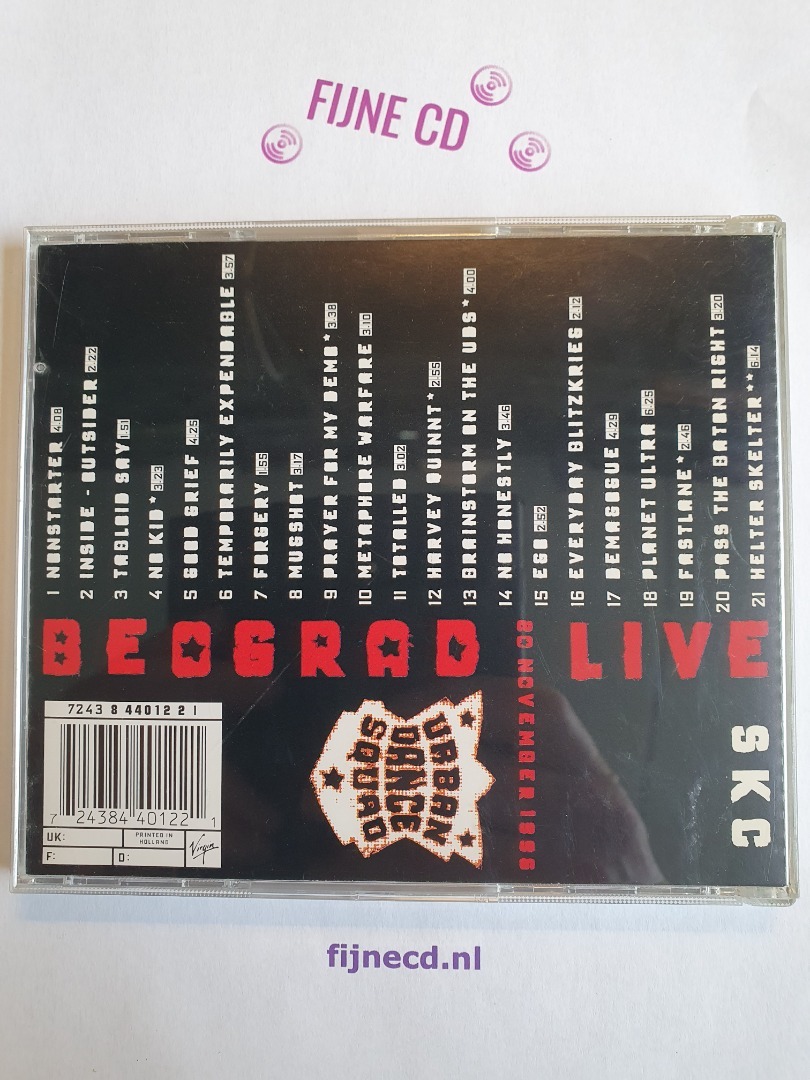 FIJNE CD
1 NONSTARTER 4.08
2 INSIDE - OUTSIDER 2.22
3 TABLOID SAY 1.51
4 NO KID * 3.23
5 GOOD GRIEF 4.25
6 TEMPORARILY EXPENDABLE 3.57
7 FORGERY 1.55
8 MUGSHOT 3.17
9 PRAYER FOR MY DEMO * 3.38
10 METAPHORE WARFARE 3.10
11 TOTALLED 3.02
12 HARVEY QUINNT * 2.55
13 BRAINSTORM ON THE UDS * 4.00
14 NO HONESTLY 3.46
15 EGO 2.52
16 EVERYDAY BLITZKRIEG 2.12
17 DEMAGOGUE 4.29
18 PLANET ULTRA 6.25
19 FASTLANE * 2.46
20 PASS THE BATON RIGHT 3.20
21 HELTER SKELTER ** 6.14
BEOGRAD LIVE
30 NOVEMBER 1996
SKC
URBAN
DANCE
SQUAD
7243 8 44012 2 1
7 24384 40122 1
UK:
PRINTED IN
HOLLAND
F:
D:
Virgin
fijnecd.nl